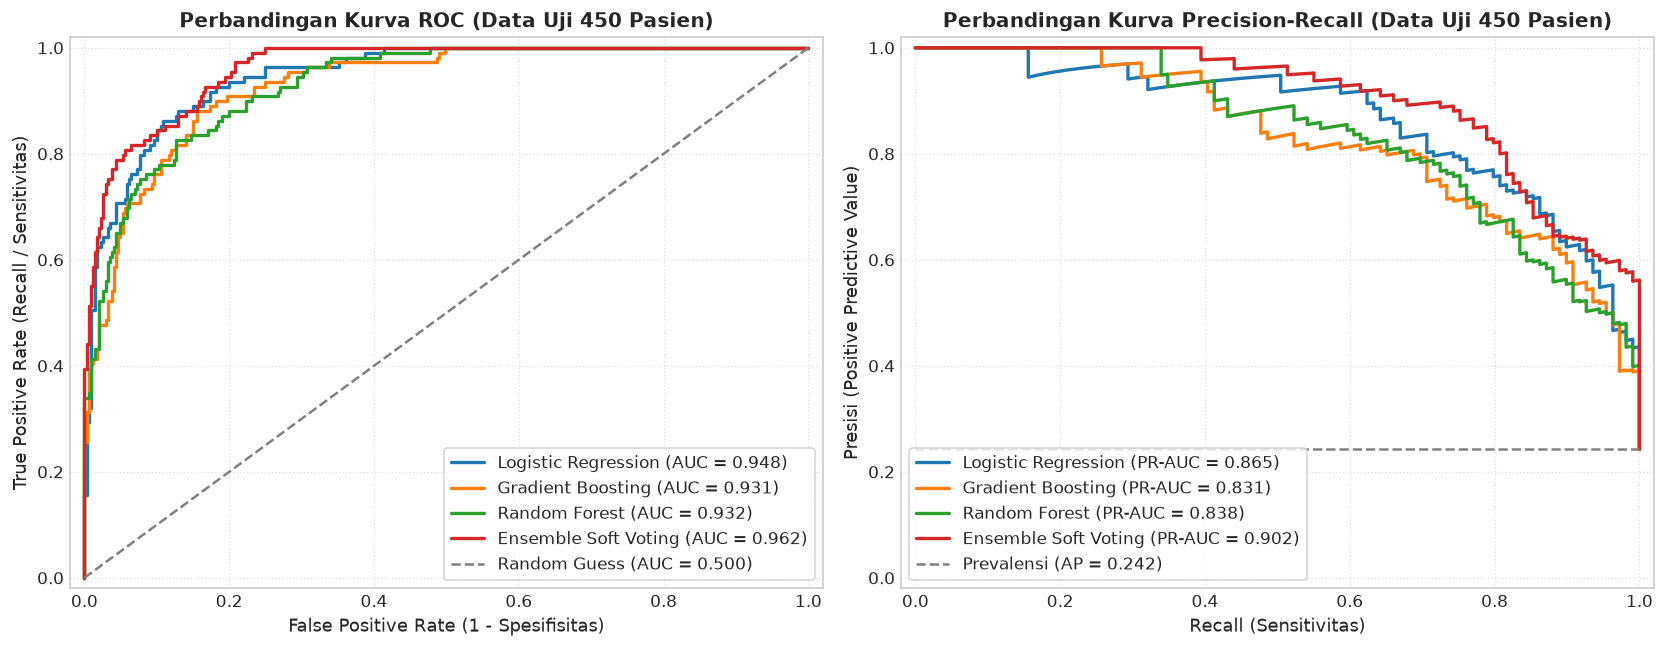 Perbandingan Kurva ROC (Data Uji 450 Pasien)
True Positive Rate (Recall / Sensitivitas)
1.0
0.8
0.6
0.4
0.2
0.0
Logistic Regression (AUC = 0.948)
Gradient Boosting (AUC = 0.931)
Random Forest (AUC = 0.932)
Ensemble Soft Voting (AUC = 0.962)
Random Guess (AUC = 0.500)
0.0 0.2 0.4 0.6 0.8 1.0
False Positive Rate (1 - Spesifisitas)
Perbandingan Kurva Precision-Recall (Data Uji 450 Pasien)
Presisi (Positive Predictive Value)
1.0
0.8
0.6
0.4
0.2
0.0
Logistic Regression (PR-AUC = 0.865)
Gradient Boosting (PR-AUC = 0.831)
Random Forest (PR-AUC = 0.838)
Ensemble Soft Voting (PR-AUC = 0.902)
Prevalensi (AP = 0.242)
0.0 0.2 0.4 0.6 0.8 1.0
Recall (Sensitivitas)